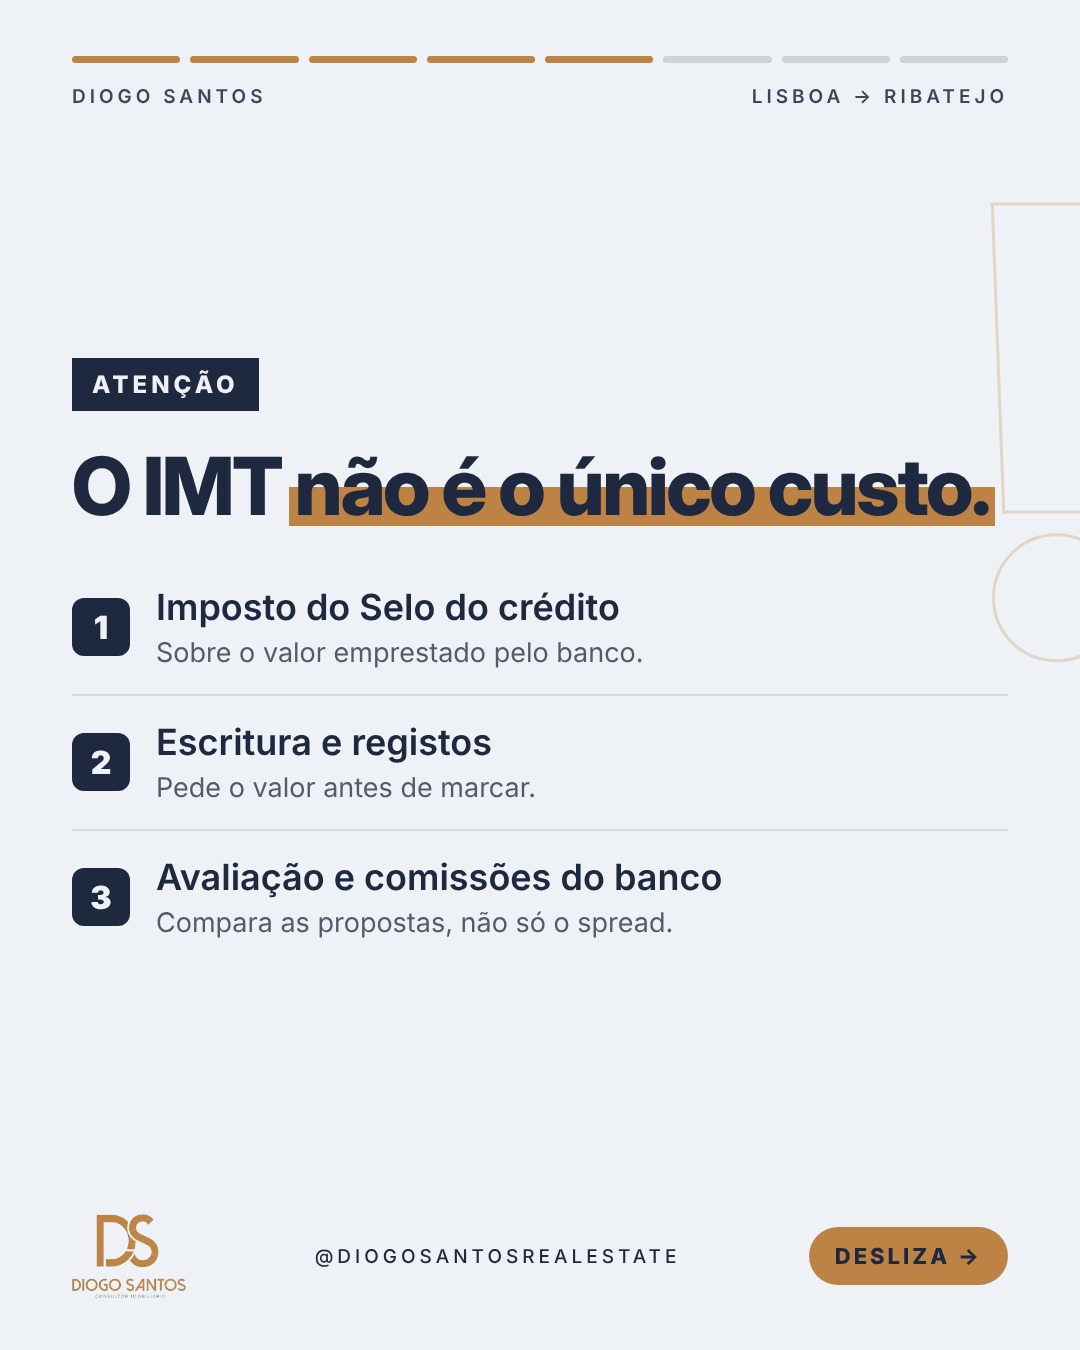 DIOGO SANTOS
LISBOA → RIBATEJO
ATENÇÃO
O IMT não é o único custo.
1
Imposto do Selo do crédito
Sobre o valor emprestado pelo banco.
2
Escritura e registos
Pede o valor antes de marcar.
3
Avaliação e comissões do banco
Compara as propostas, não só o spread.
DS
DIOGO SANTOS
CONSULTOR IMOBILIÁRIO
@DIOGOSANTOSREALESTATE
DESLIZA →